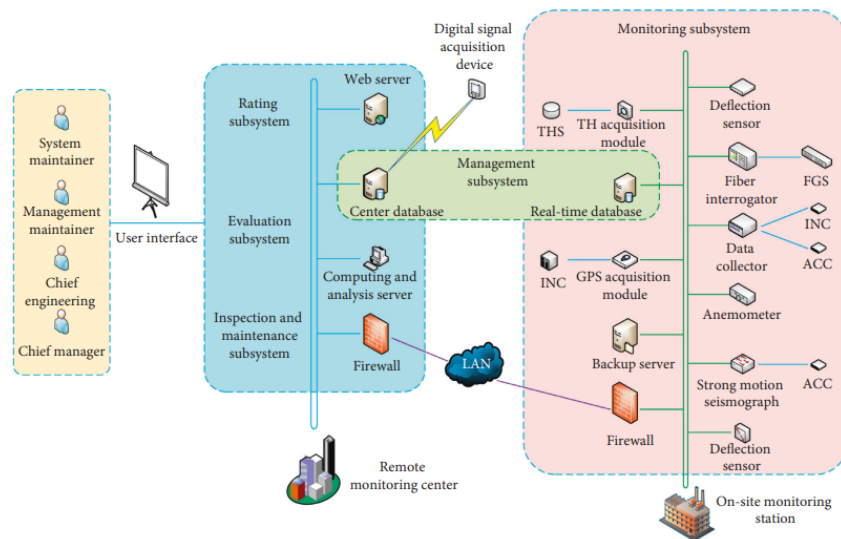 System
maintainer
Management
maintainer
Chief
engineering
Chief manager
User interface
Rating
subsystem
Evaluation
subsystem
Inspection and
maintenance
subsystem
Web server
Center database
Computing and
analysis server
Firewall
Remote
monitoring center
Digital signal
acquisition
device
Management
subsystem
Real-time database
LAN
Monitoring subsystem
THS
TH acquisition
module
INC
GPS acquisition
module
Backup server
Firewall
Deflection
sensor
Fiber
interrogator
FGS
INC
Data
collector
ACC
Anemometer
Strong motion
seismograph
ACC
Deflection
sensor
On-site monitoring
station